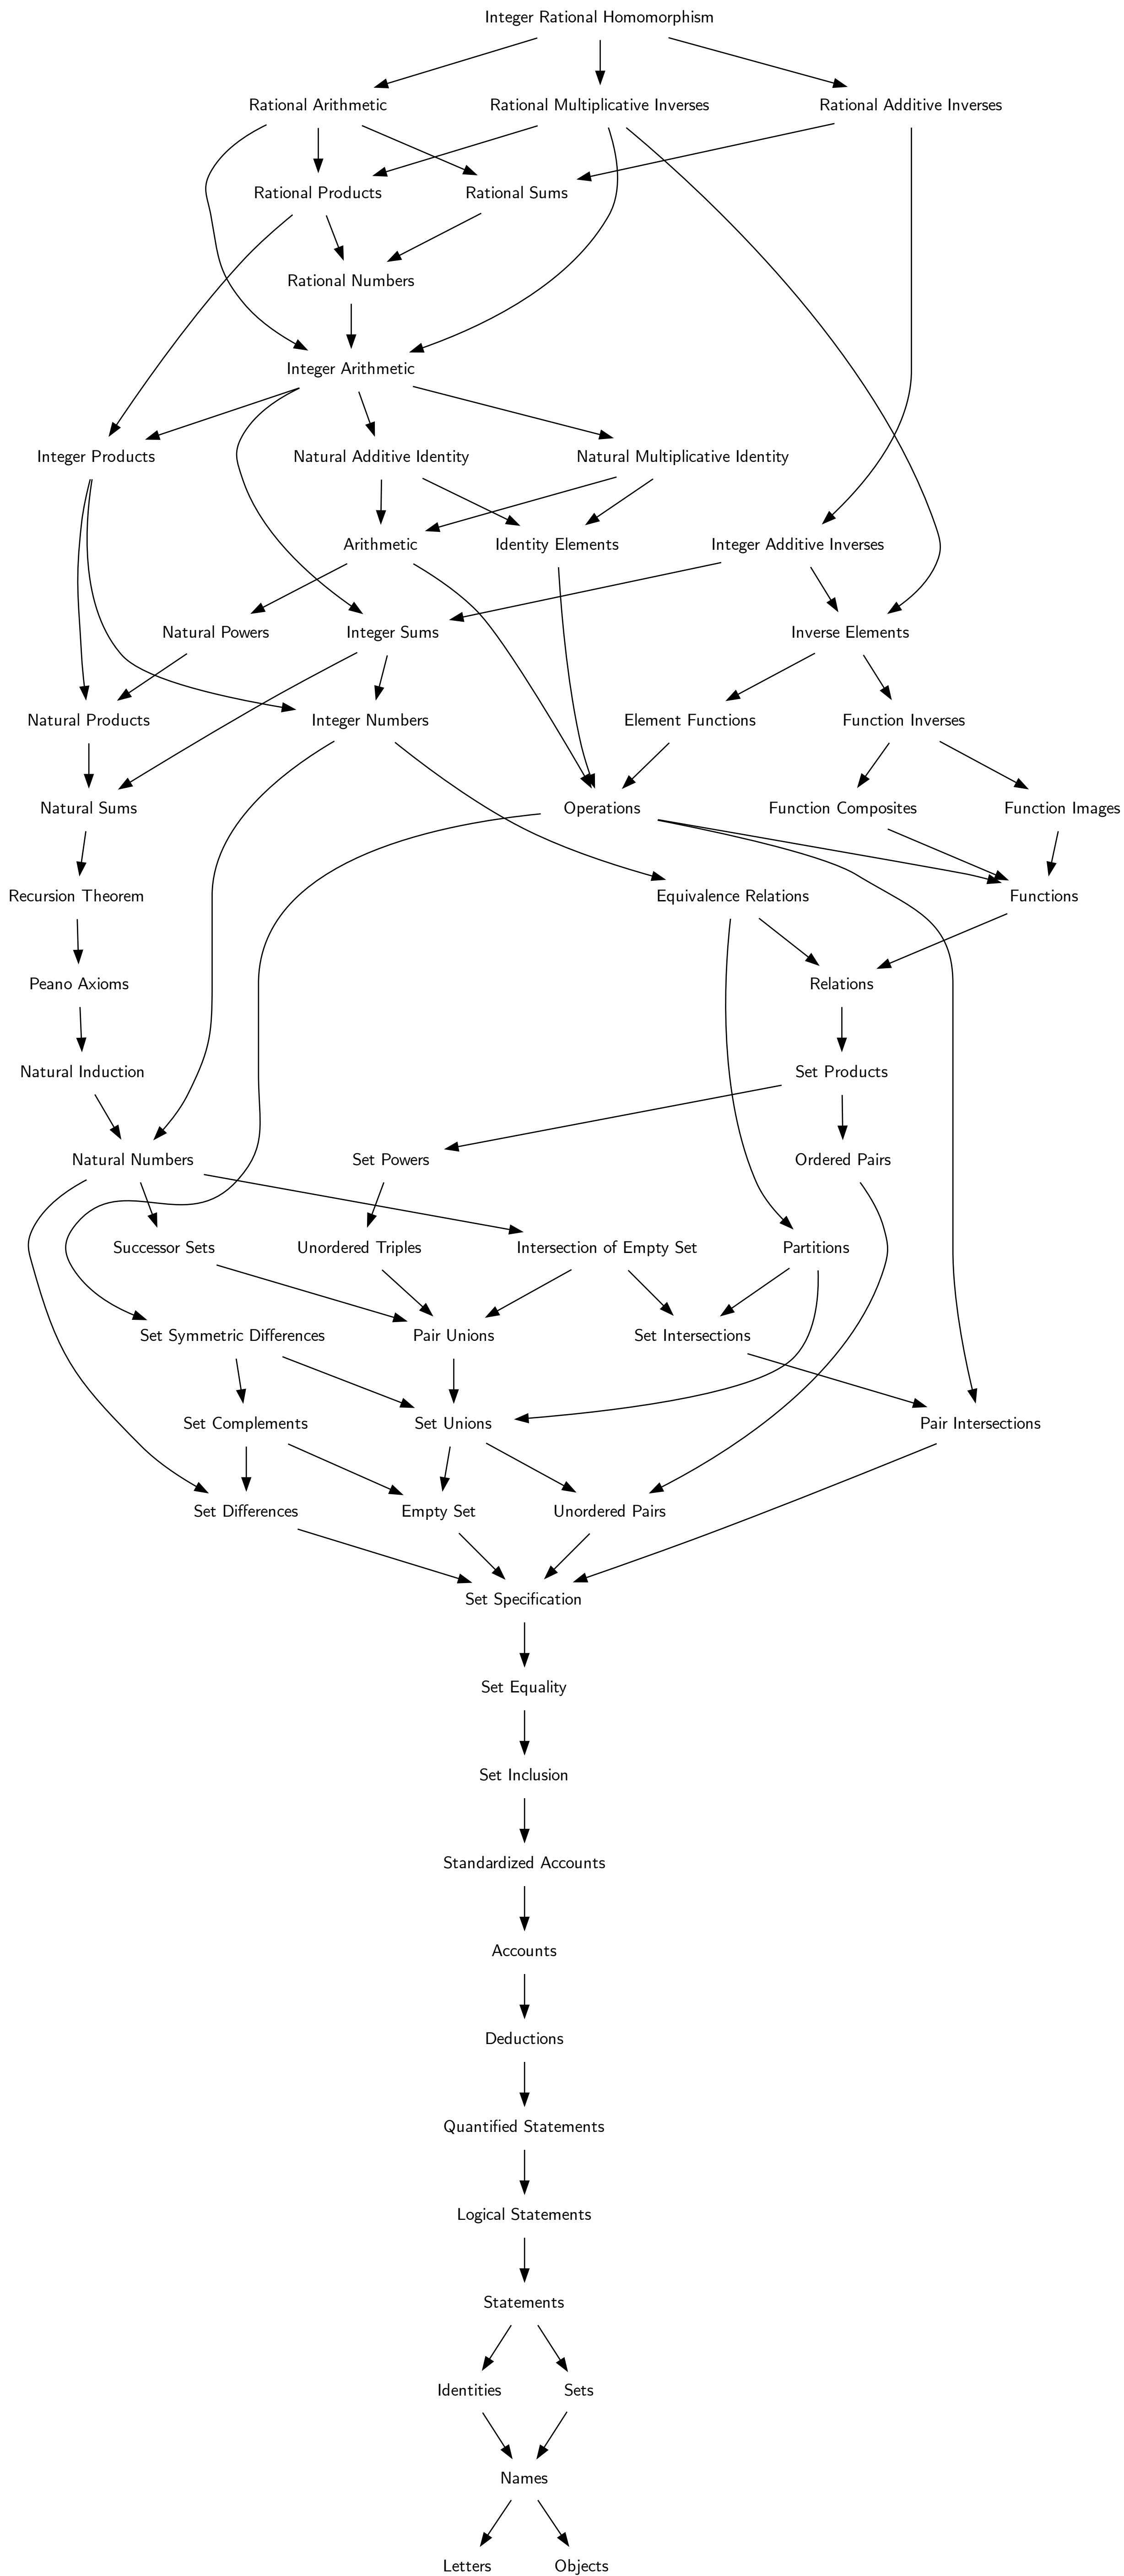 Integer Rational Homomorphism
Rational Arithmetic
Rational Multiplicative Inverses
Rational Additive Inverses
Rational Products
Rational Sums
Rational Numbers
Integer Arithmetic
Integer Products
Natural Additive Identity
Natural Multiplicative Identity
Arithmetic
Identity Elements
Integer Additive Inverses
Natural Powers
Integer Sums
Inverse Elements
Natural Products
Integer Numbers
Element Functions
Function Inverses
Natural Sums
Operations
Function Composites
Function Images
Recursion Theorem
Equivalence Relations
Functions
Peano Axioms
Relations
Natural Induction
Set Products
Natural Numbers
Set Powers
Ordered Pairs
Successor Sets
Unordered Triples
Intersection of Empty Set
Partitions
Set Symmetric Differences
Pair Unions
Set Intersections
Set Complements
Set Unions
Pair Intersections
Set Differences
Empty Set
Unordered Pairs
Set Specification
Set Equality
Set Inclusion
Standardized Accounts
Accounts
Deductions
Quantified Statements
Logical Statements
Statements
Identities
Sets
Names
Letters
Objects